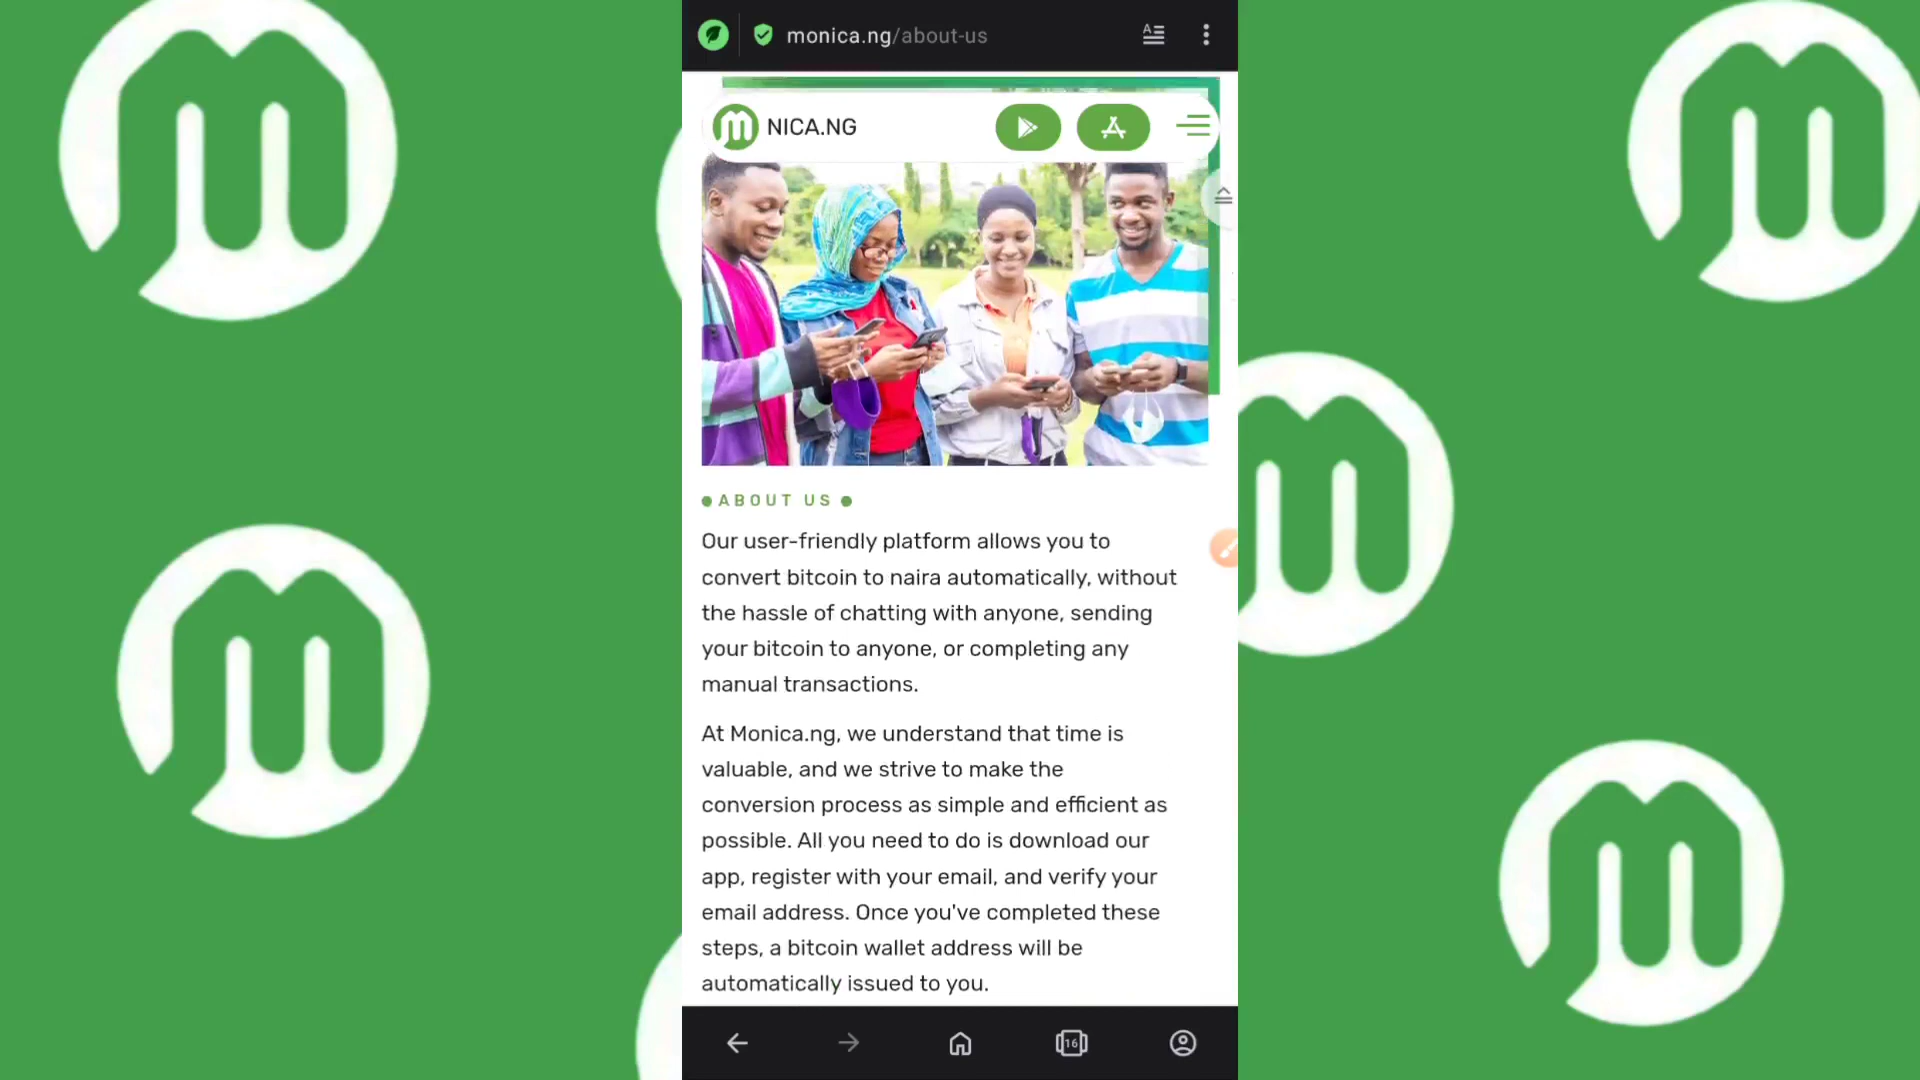 monica.ng/about-us
NICA.NG
ABOUT US
Our user-friendly platform allows you to
convert bitcoin to naira automatically, without
the hassle of chatting with anyone, sending
your bitcoin to anyone, or completing any
manual transactions.
At Monica.ng, we understand that time is
valuable, and we strive to make the
conversion process as simple and efficient as
possible. All you need to do is download our
app, register with your email, and verify your
email address. Once you've completed these
steps, a bitcoin wallet address will be
automatically issued to you.
16